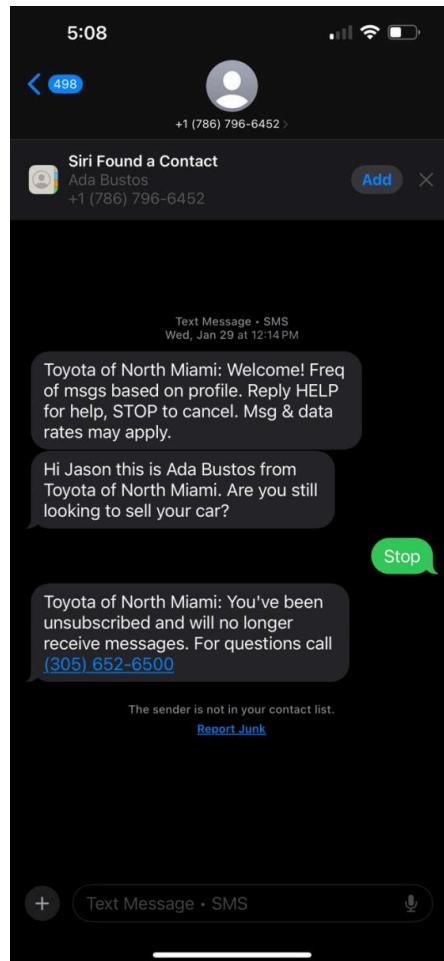 5:08
498
+1 (786) 796-6452 >
Siri Found a Contact
Ada Bustos
+1 (786) 796-6452
Add
Text Message • SMS
Wed, Jan 29 at 12:14 PM
Toyota of North Miami: Welcome! Freq
of msgs based on profile. Reply HELP
for help, STOP to cancel. Msg & data
rates may apply.
Hi Jason this is Ada Bustos from
Toyota of North Miami. Are you still
looking to sell your car?
Stop
Toyota of North Miami: You've been
unsubscribed and will no longer
receive messages. For questions call
(305) 652-6500
The sender is not in your contact list.
Report Junk
Text Message • SMS